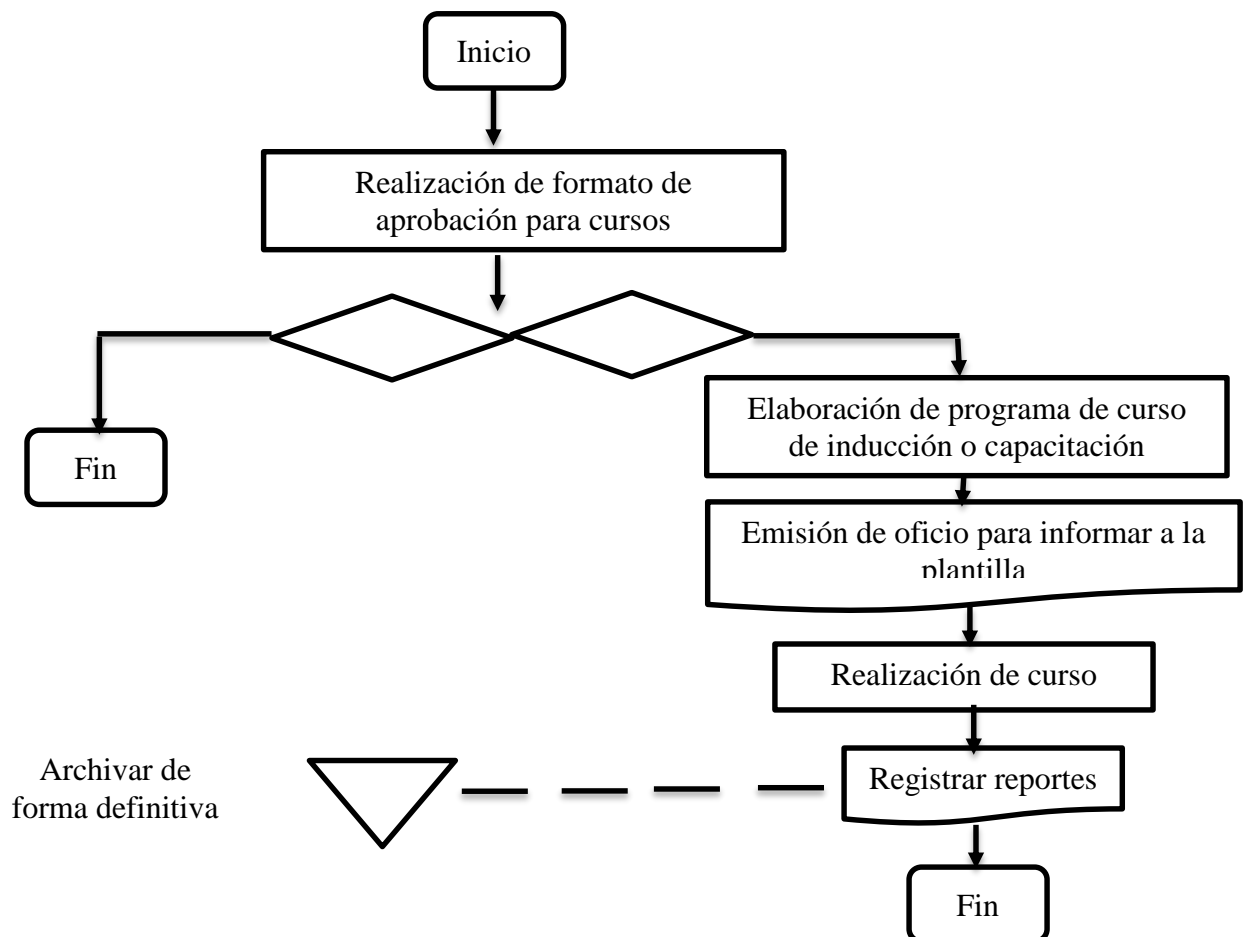 Inicio
Realización de formato de
aprobación para cursos
Elaboración de programa de curso
de inducción o capacitación
Fin
Emisión de oficio para informar a la
plantilla
Realización de curso
Archivar de
forma definitiva
Registrar reportes
Fin